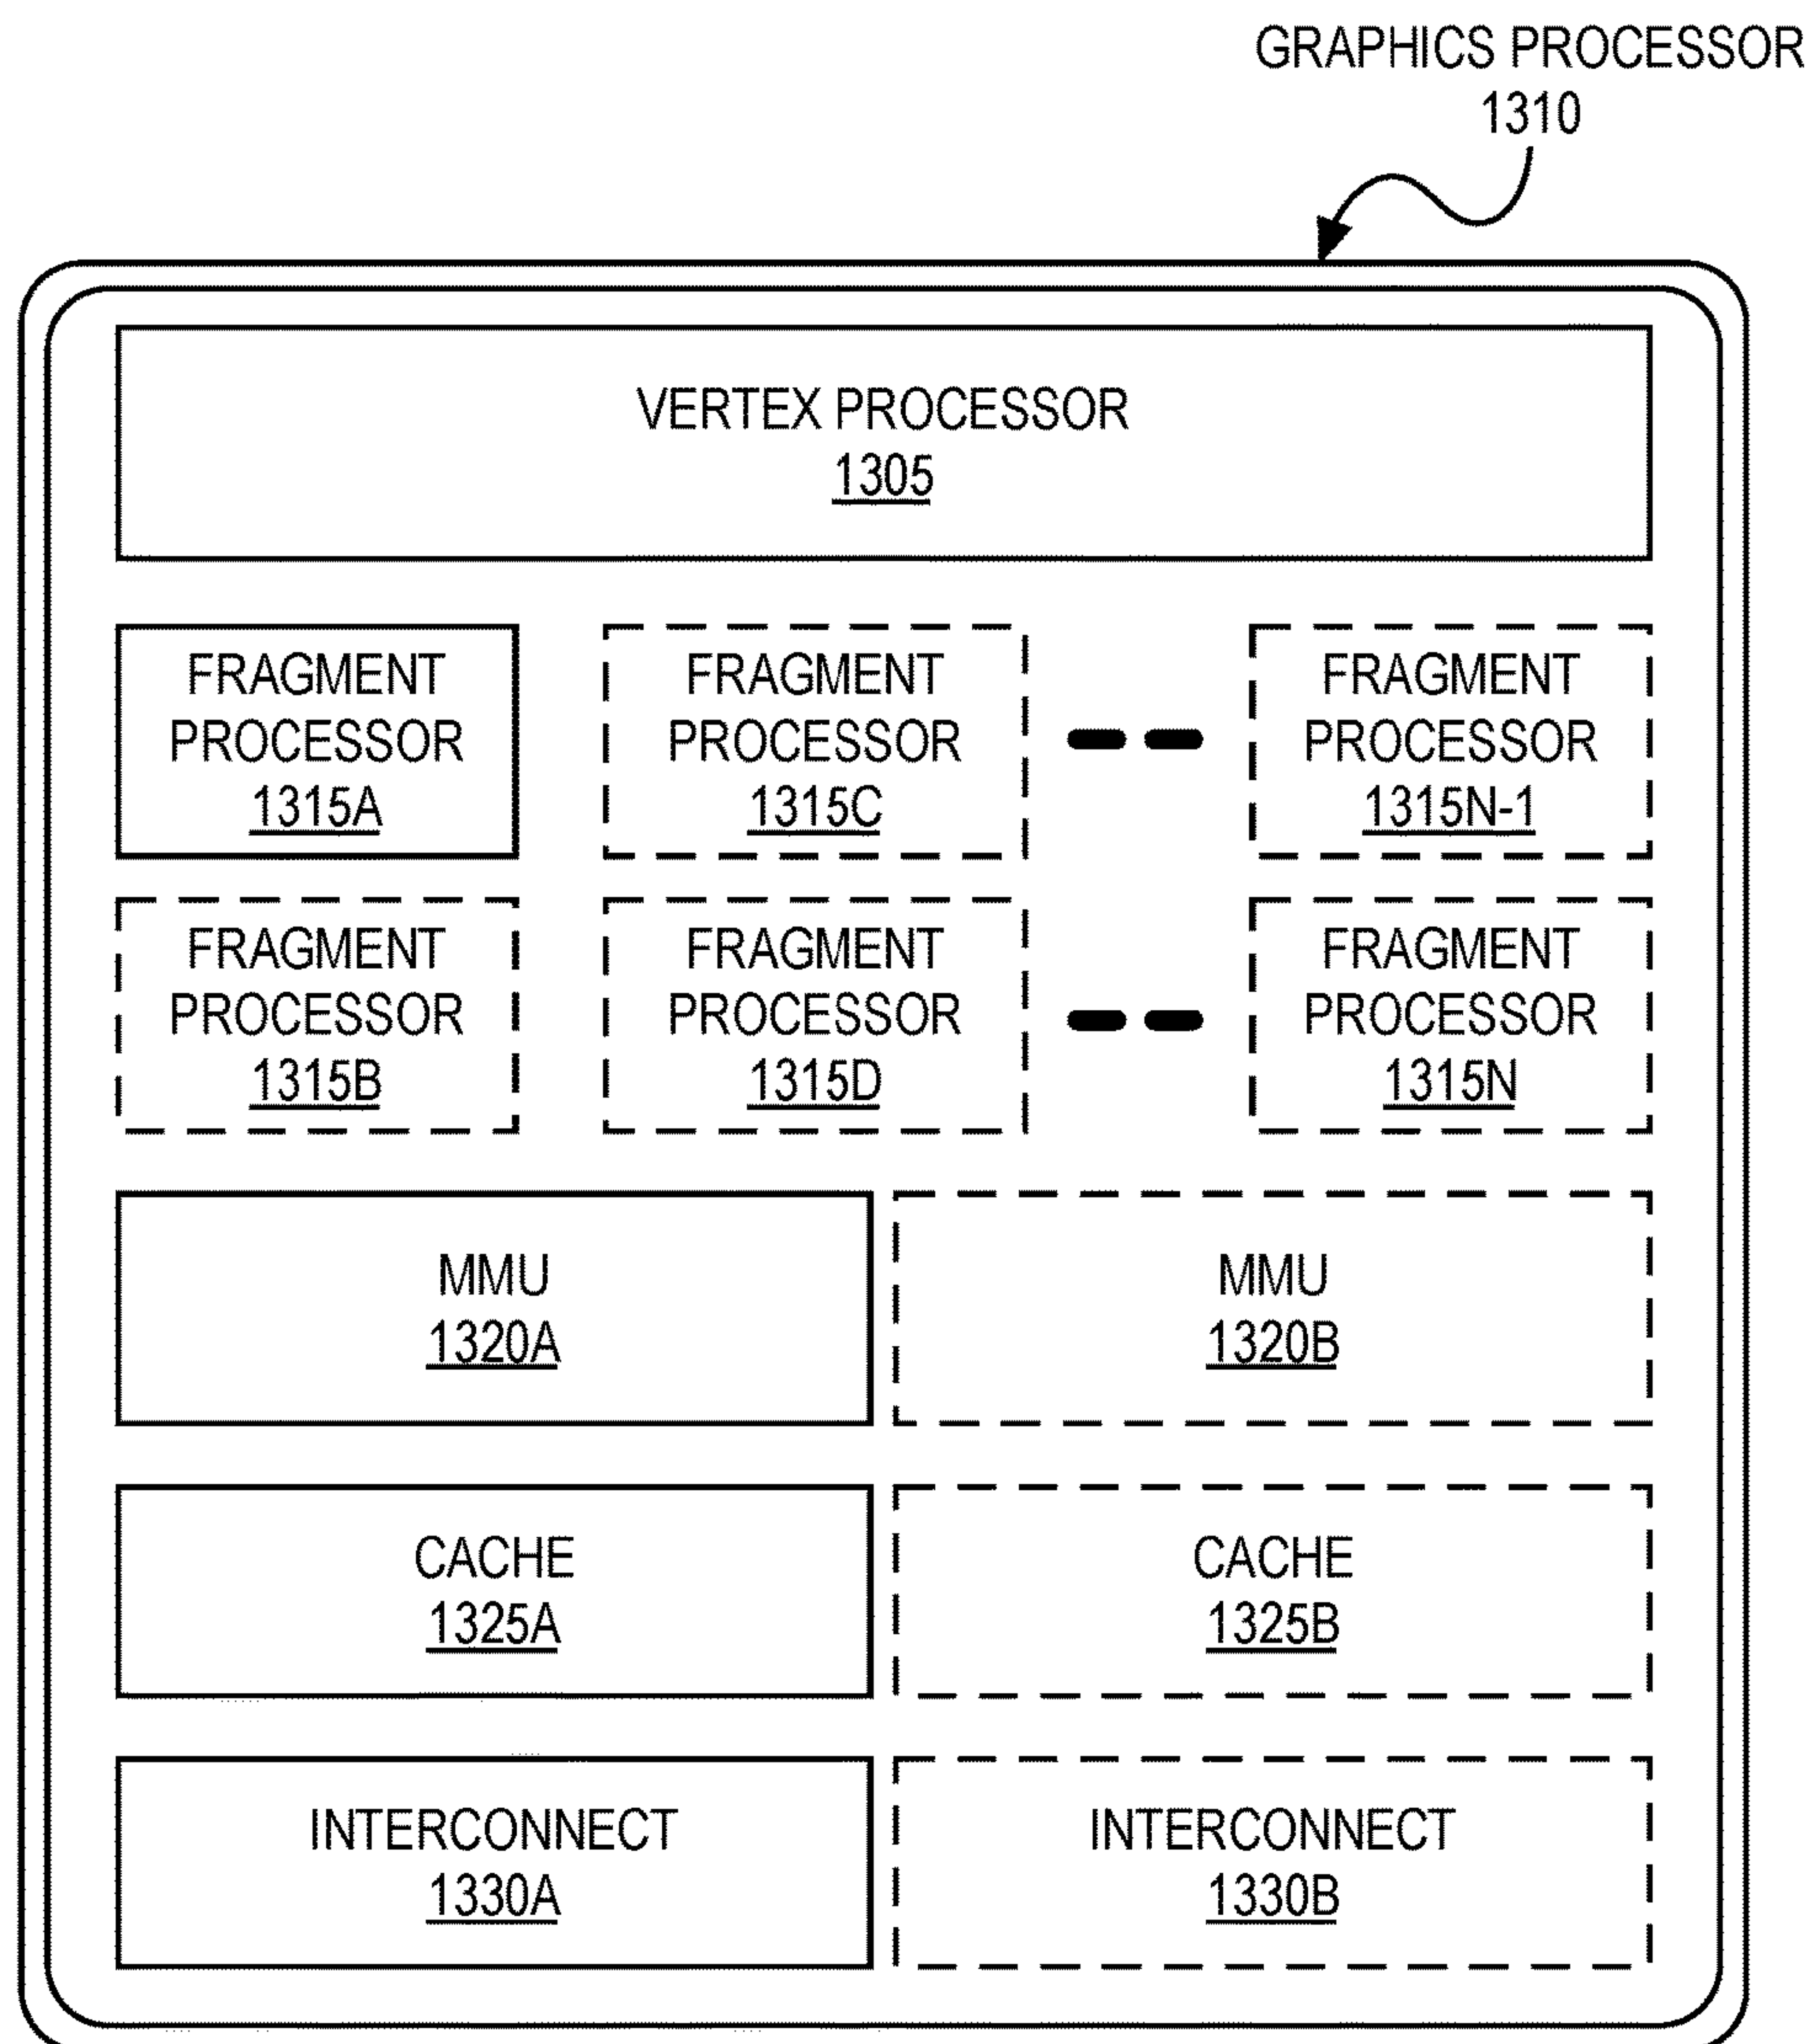 GRAPHICS PROCESSOR
1310
VERTEX PROCESSOR
1305
FRAGMENT
PROCESSOR
1315A
FRAGMENT
PROCESSOR
1315C
FRAGMENT
PROCESSOR
1315N-1
FRAGMENT
PROCESSOR
1315B
FRAGMENT
PROCESSOR
1315D
FRAGMENT
PROCESSOR
1315N
MMU
1320A
MMU
1320B
CACHE
1325A
CACHE
1325B
INTERCONNECT
1330A
INTERCONNECT
1330B